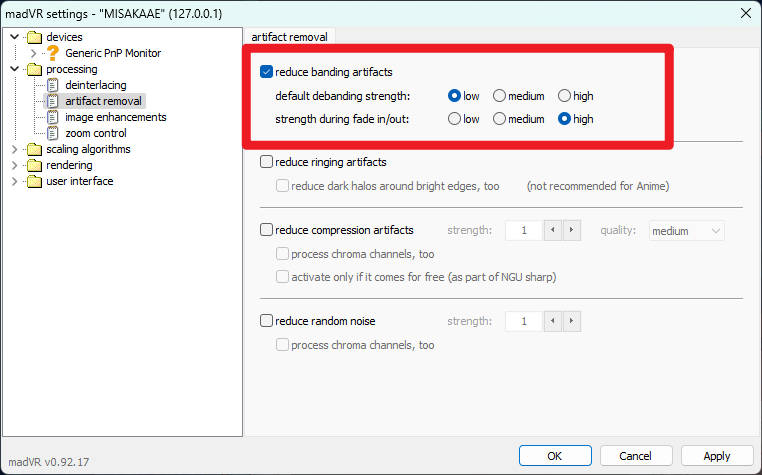 madVR settings - "MISAKAAE" (127.0.0.1)
devices
Generic PnP Monitor
processing
deinterlacing
artifact removal
image enhancements
zoom control
scaling algorithms
rendering
user interface
artifact removal
reduce banding artifacts
default debanding strength: low medium high
strength during fade in/out: low medium high
reduce ringing artifacts
reduce dark halos around bright edges, too (not recommended for Anime)
reduce compression artifacts strength: 1 quality: medium
process chroma channels, too
activate only if it comes for free (as part of NGU sharp)
reduce random noise strength: 1
process chroma channels, too
madVR v0.92.17
OK Cancel Apply